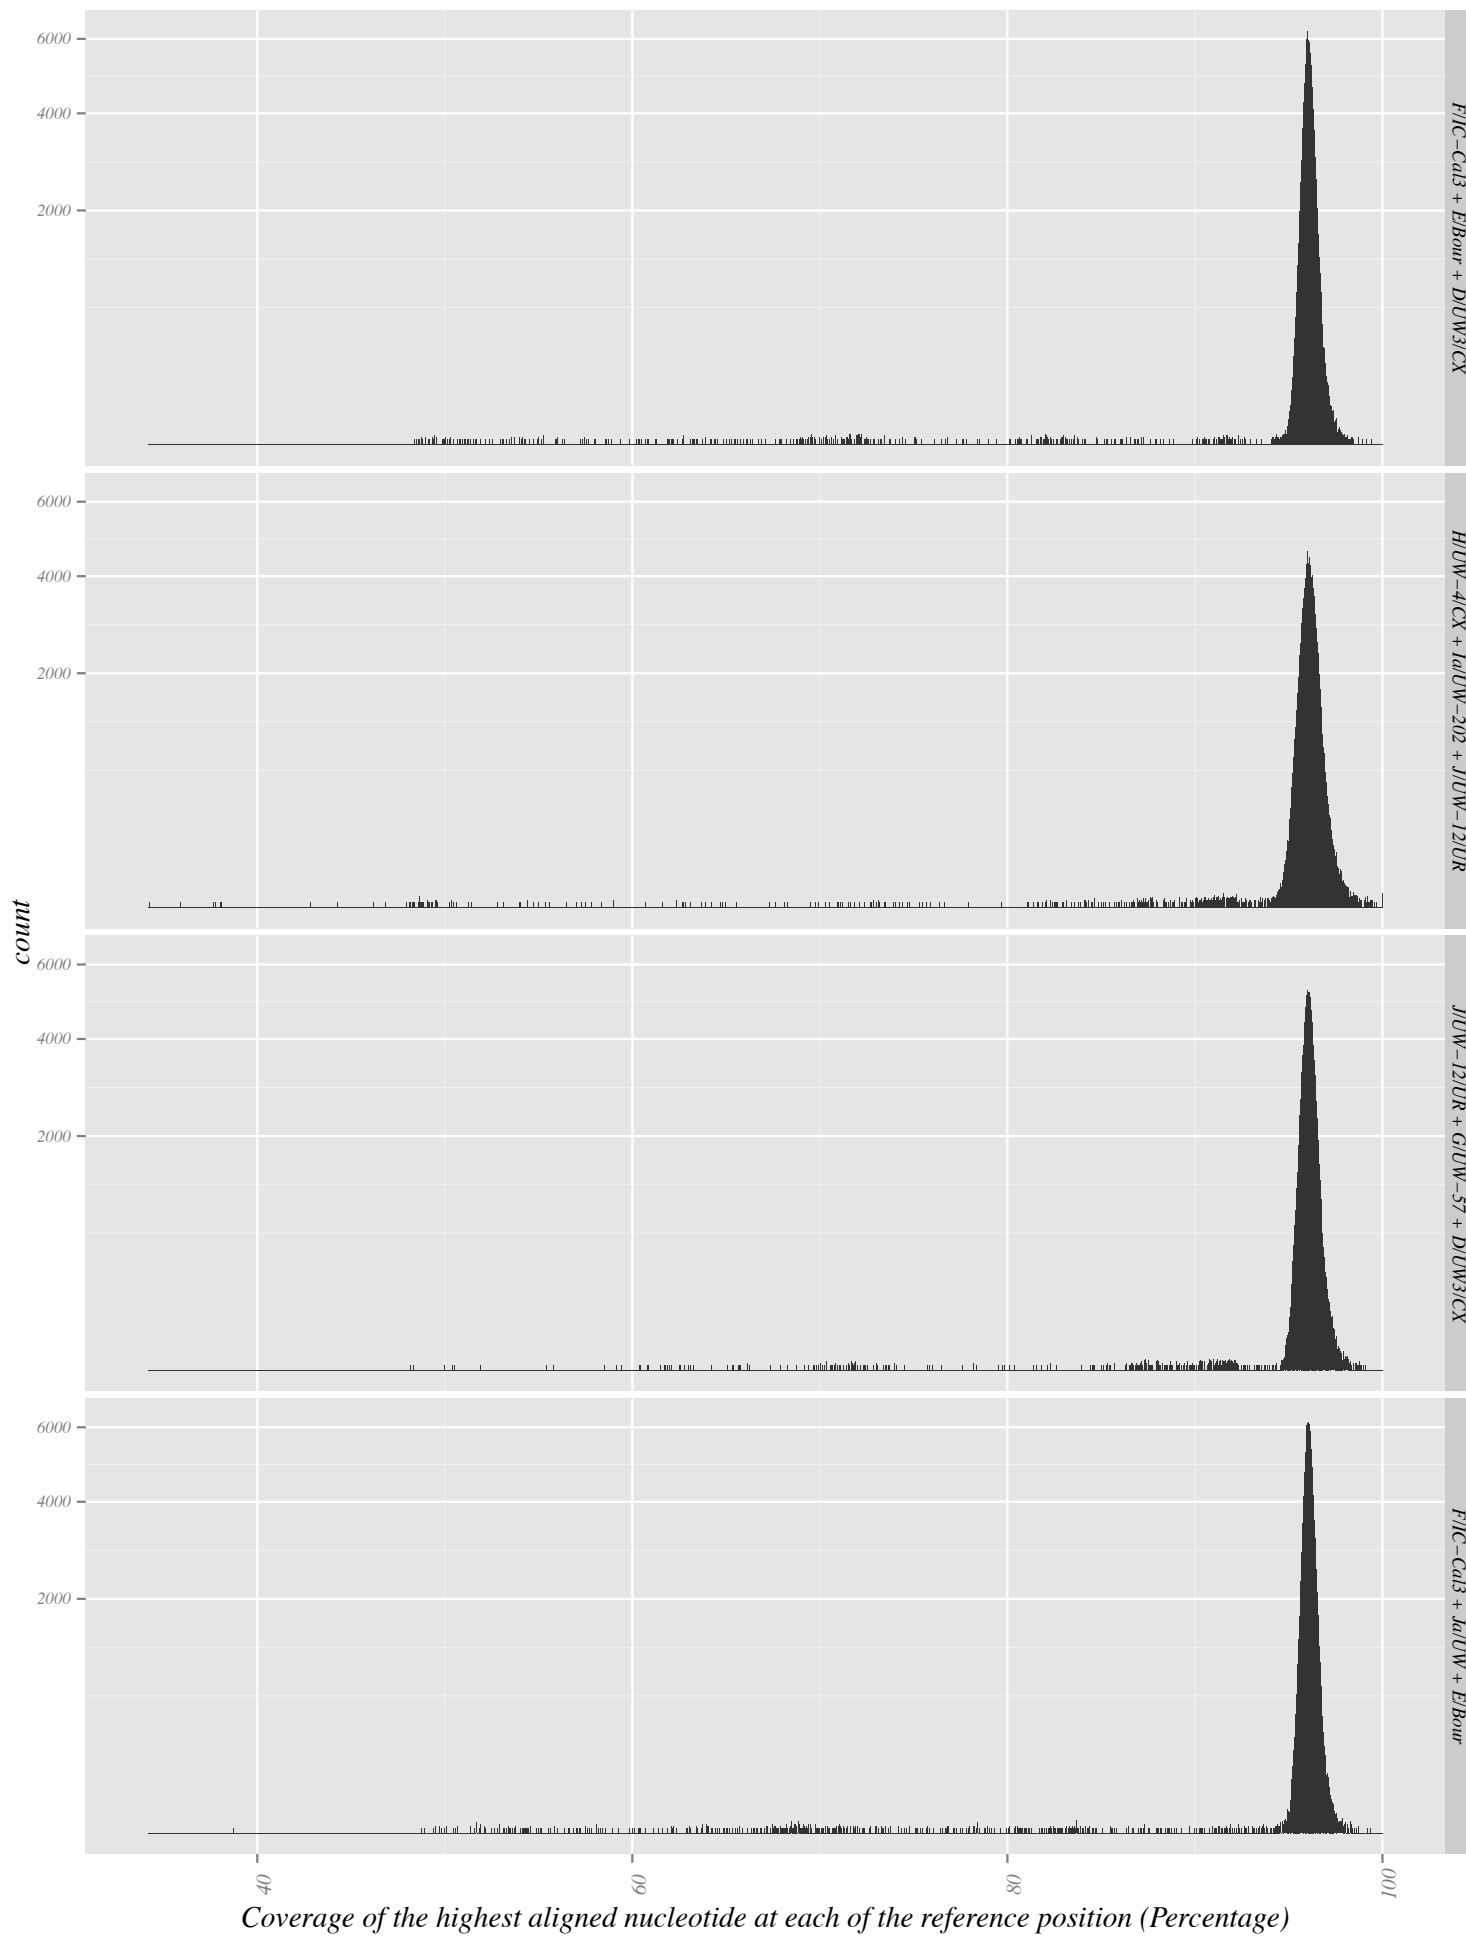 6000
4000
2000
F/IC−Cal3 + E/Bour + D/UW3/CX
6000
4000
2000
H/UW−4/CX + Ia/UW−202 + J/UW−12/UR
count
6000
4000
2000
J/UW−12/UR + G/UW−57 + D/UW3/CX
6000
4000
2000
F/IC−Cal3 + Ja/UW + E/Bour
40
60
80
100
Coverage of the highest aligned nucleotide at each of the reference position (Percentage)